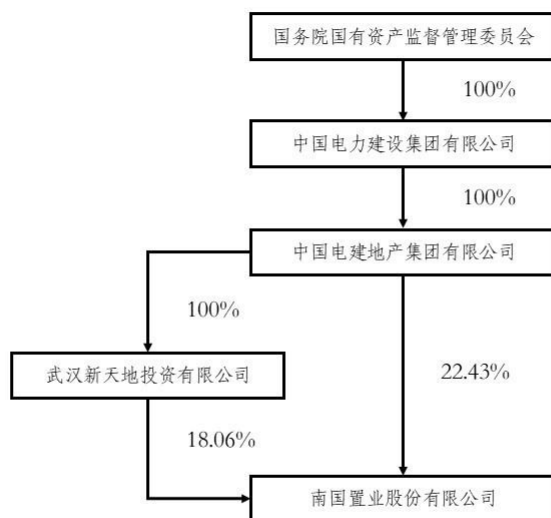 国务院国有资产监督管理委员会
100%
中国电力建设集团有限公司
100%
中国电建地产集团有限公司
100%
武汉新天地投资有限公司
22.43%
18.06%
南国置业股份有限公司